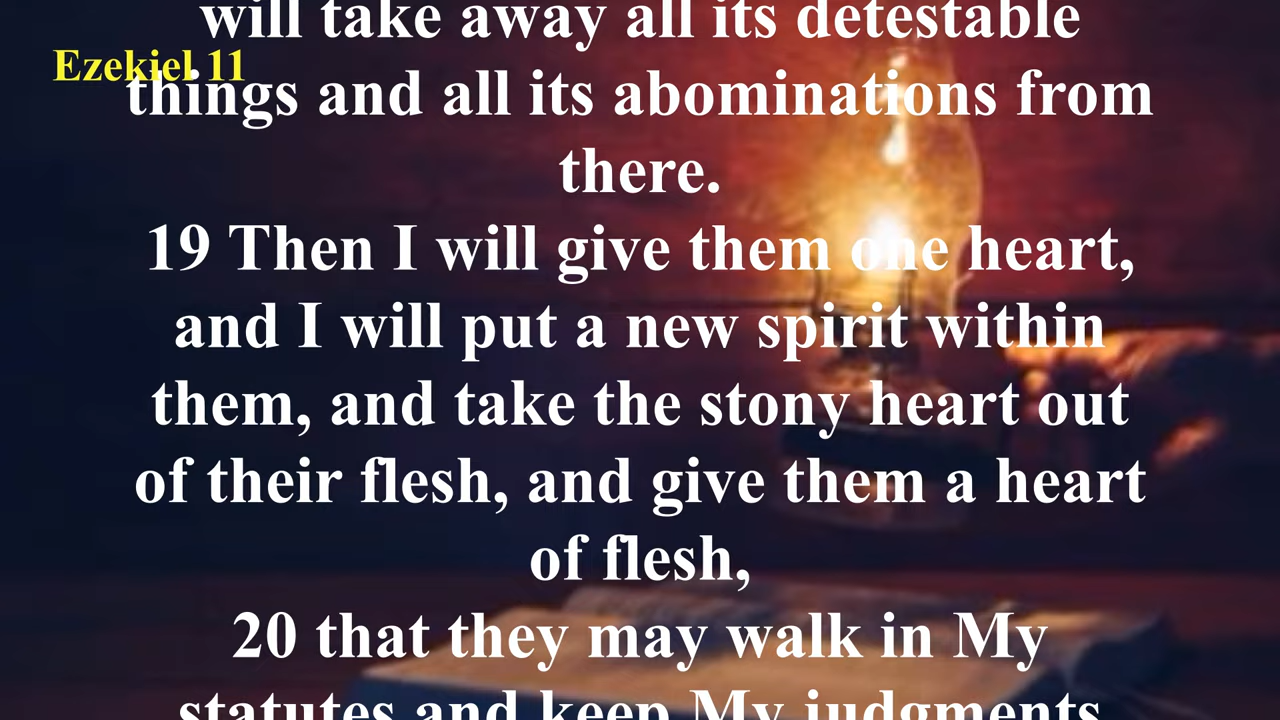 will take away all its detestable
Ezekiel 11
things and all its abominations from
there.
19 Then I will give them one heart,
and I will put a new spirit within
them, and take the stony heart out
of their flesh, and give them a heart
of flesh,
20 that they may walk in My
statutes and keep My judgments